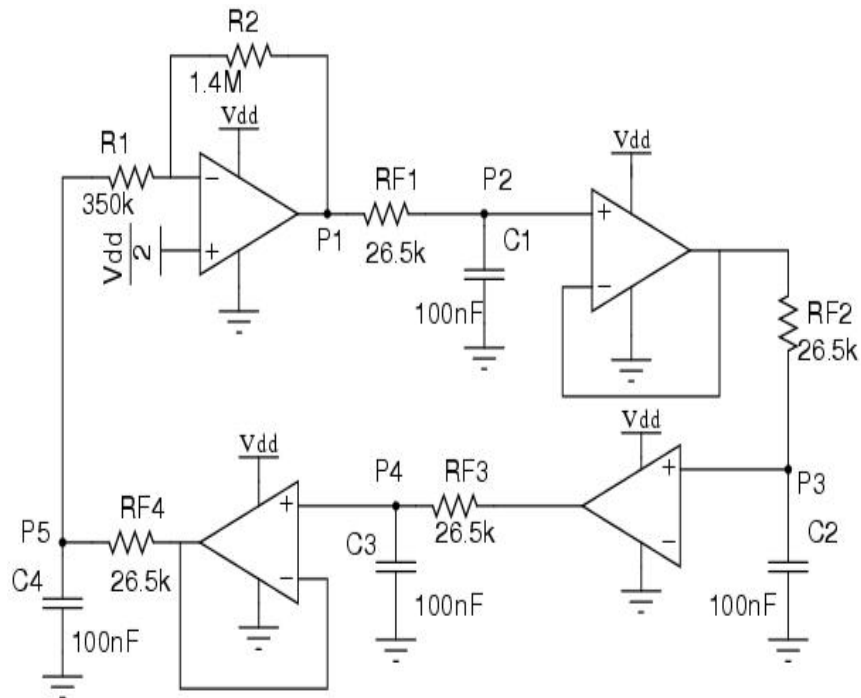 R2
1.4M
Vdd
R1
350k
−
+
Vdd
2
P1
RF1
26.5k
P2
C1
100nF
Vdd
+
−
RF2
26.5k
Vdd
P4
RF3
26.5k
Vdd
+
−
P3
C2
100nF
P5
RF4
26.5k
+
−
C3
100nF
C4
100nF